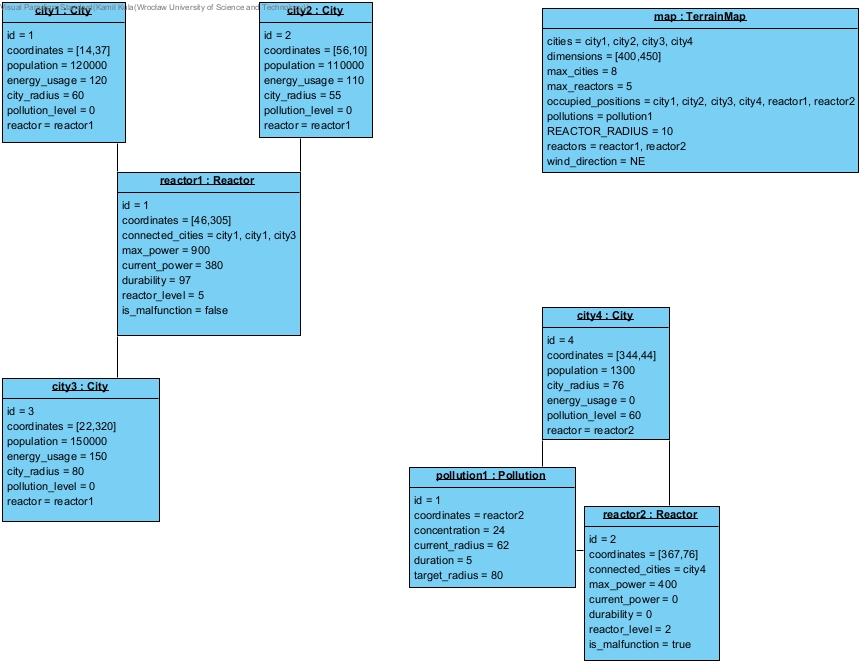 Visual Paradigm Standard(Kamil Kula(Wrocław University of Science and Technology))
city1 : City
id = 1
coordinates = [14,37]
population = 120000
energy_usage = 120
city_radius = 60
pollution_level = 0
reactor = reactor1
city2 : City
id = 2
coordinates = [56,10]
population = 110000
energy_usage = 110
city_radius = 55
pollution_level = 0
reactor = reactor1
map : TerrainMap
cities = city1, city2, city3, city4
dimensions = [400,450]
max_cities = 8
max_reactors = 5
occupied_positions = city1, city2, city3, city4, reactor1, reactor2
pollutions = pollution1
REACTOR_RADIUS = 10
reactors = reactor1, reactor2
wind_direction = NE
reactor1 : Reactor
id = 1
coordinates = [46,305]
connected_cities = city1, city1, city3
max_power = 900
current_power = 380
durability = 97
reactor_level = 5
is_malfunction = false
city3 : City
id = 3
coordinates = [22,320]
population = 150000
energy_usage = 150
city_radius = 80
pollution_level = 0
reactor = reactor1
city4 : City
id = 4
coordinates = [344,44]
population = 1300
city_radius = 76
energy_usage = 0
pollution_level = 60
reactor = reactor2
pollution1 : Pollution
id = 1
coordinates = reactor2
concentration = 24
current_radius = 62
duration = 5
target_radius = 80
reactor2 : Reactor
id = 2
coordinates = [367,76]
connected_cities = city4
max_power = 400
current_power = 0
durability = 0
reactor_level = 2
is_malfunction = true